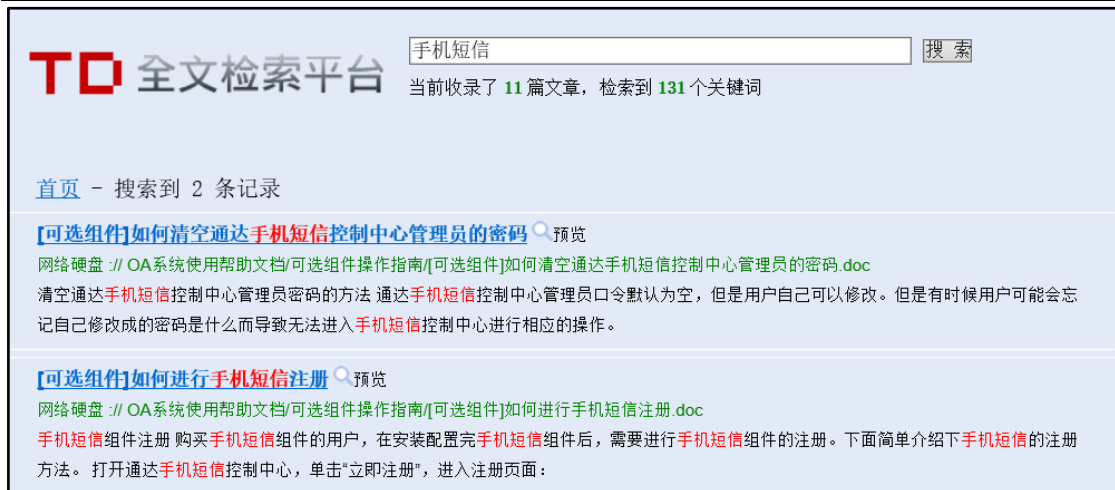 TD 全文检索平台
手机短信
搜 索
当前收录了 11 篇文章，检索到 131 个关键词
首页 - 搜索到 2 条记录
[可选组件]如何清空通达手机短信控制中心管理员的密码 预览
网络硬盘 :// OA系统使用帮助文档/可选组件操作指南/[可选组件]如何清空通达手机短信控制中心管理员的密码.doc
清空通达手机短信控制中心管理员密码的方法 通达手机短信控制中心管理员口令默认为空，但是用户自己可以修改。但是有时候用户可能会忘
记自己修改成的密码是什么而导致无法进入手机短信控制中心进行相应的操作。
[可选组件]如何进行手机短信注册 预览
网络硬盘 :// OA系统使用帮助文档/可选组件操作指南/[可选组件]如何进行手机短信注册.doc
手机短信组件注册 购买手机短信组件的用户，在安装配置完手机短信组件后，需要进行手机短信组件的注册。下面简单介绍下手机短信的注册
方法。 打开通达手机短信控制中心，单击“立即注册”，进入注册页面：